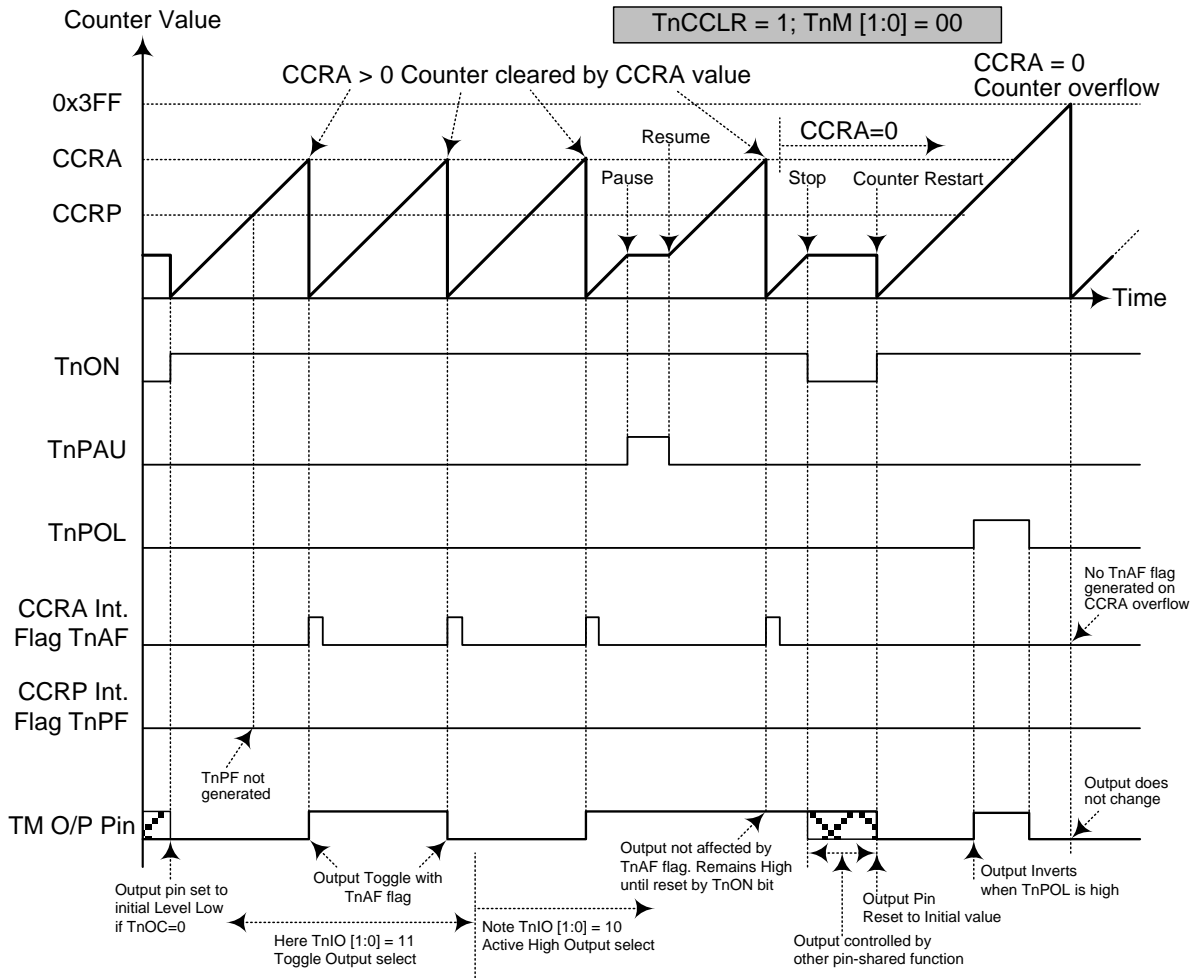 Counter Value
TnCCLR = 1; TnM [1:0] = 00
CCRA > 0 Counter cleared by CCRA value
CCRA = 0
Counter overflow
0x3FF
CCRA
CCRP
Resume
CCRA=0
Pause
Stop
Counter Restart
Time
TnON
TnPAU
TnPOL
No TnAF flag
generated on
CCRA overflow
CCRA Int.
Flag TnAF
CCRP Int.
Flag TnPF
TnPF not
generated
Output does
not change
TM O/P Pin
Output pin set to
initial Level Low
if TnOC=0
Output Toggle with
TnAF flag
Output not affected by
TnAF flag. Remains High
until reset by TnON bit
Output Inverts
when TnPOL is high
Output Pin
Reset to Initial value
Here TnIO [1:0] = 11
Toggle Output select
Note TnIO [1:0] = 10
Active High Output select
Output controlled by
other pin-shared function